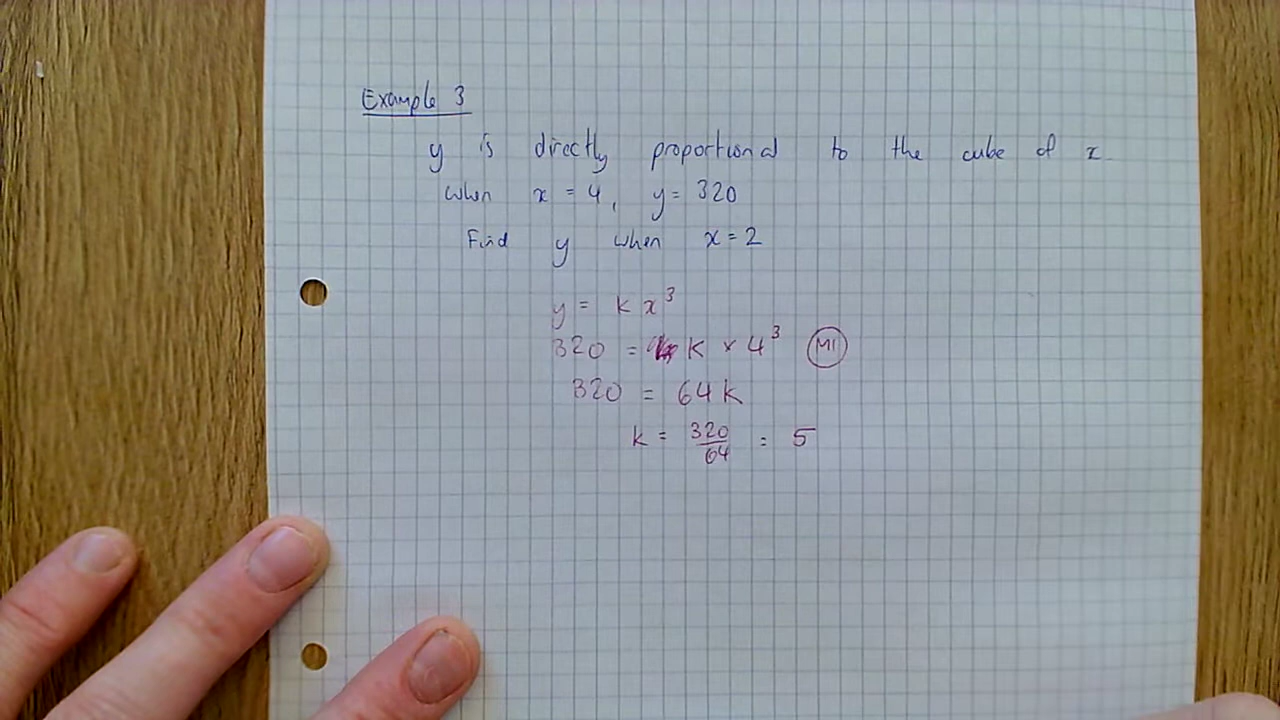 Example 3
y is directly proportional to the cube of x
when x = 4, y = 320
Find y when x = 2
y = k x³
320 = k × 4³ M1
320 = 64k
k = 320/64 = 5